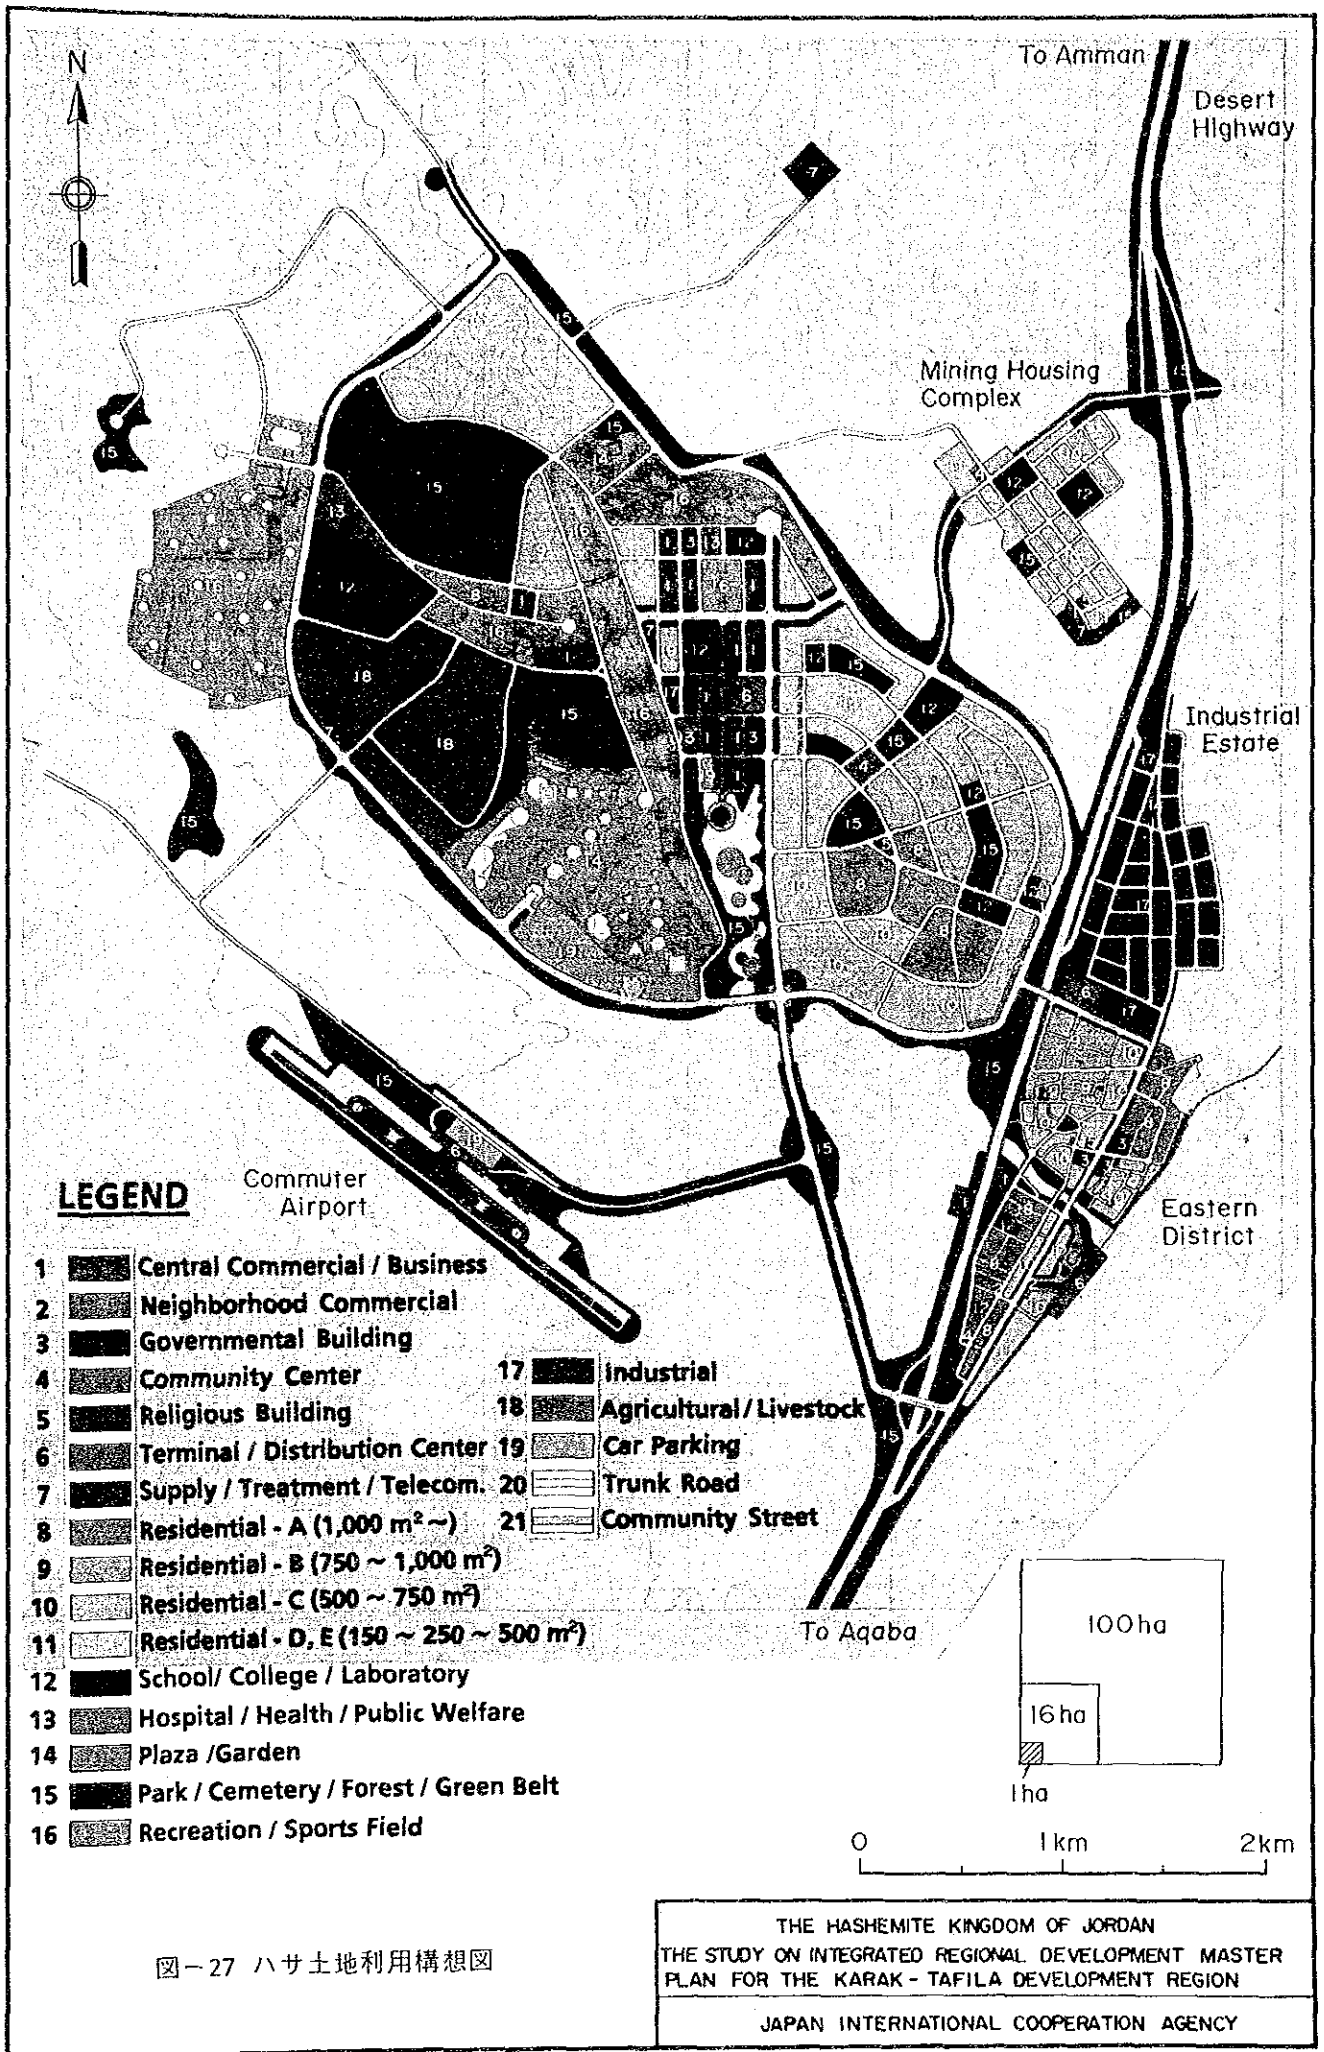 N
To Amman
Desert
Highway
Mining Housing
Complex
Industrial
Estate
Eastern
District
Commuter
Airport
To Aqaba
LEGEND
1 Central Commercial / Business
2 Neighborhood Commercial
3 Governmental Building
4 Community Center
5 Religious Building
6 Terminal / Distribution Center
7 Supply / Treatment / Telecom.
8 Residential - A (1,000 m² ~)
9 Residential - B (750 ~ 1,000 m²)
10 Residential - C (500 ~ 750 m²)
11 Residential - D, E (150 ~ 250 ~ 500 m²)
12 School/ College / Laboratory
13 Hospital / Health / Public Welfare
14 Plaza /Garden
15 Park / Cemetery / Forest / Green Belt
16 Recreation / Sports Field
17 Industrial
18 Agricultural / Livestock
19 Car Parking
20 Trunk Road
21 Community Street
100ha
16ha
1ha
0 1km 2km
図-27 ハサ土地利用構想図
THE HASHEMITE KINGDOM OF JORDAN
THE STUDY ON INTEGRATED REGIONAL DEVELOPMENT MASTER
PLAN FOR THE KARAK - TAFILA DEVELOPMENT REGION
JAPAN INTERNATIONAL COOPERATION AGENCY